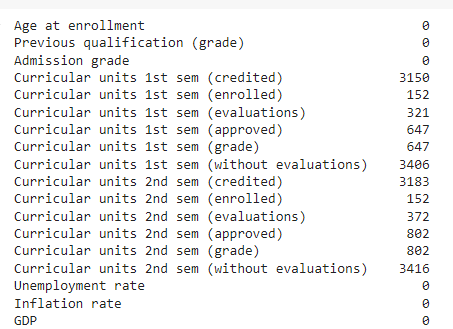 Age at enrollment 0
Previous qualification (grade) 0
Admission grade 0
Curricular units 1st sem (credited) 3150
Curricular units 1st sem (enrolled) 152
Curricular units 1st sem (evaluations) 321
Curricular units 1st sem (approved) 647
Curricular units 1st sem (grade) 647
Curricular units 1st sem (without evaluations) 3406
Curricular units 2nd sem (credited) 3183
Curricular units 2nd sem (enrolled) 152
Curricular units 2nd sem (evaluations) 372
Curricular units 2nd sem (approved) 802
Curricular units 2nd sem (grade) 802
Curricular units 2nd sem (without evaluations) 3416
Unemployment rate 0
Inflation rate 0
GDP 0